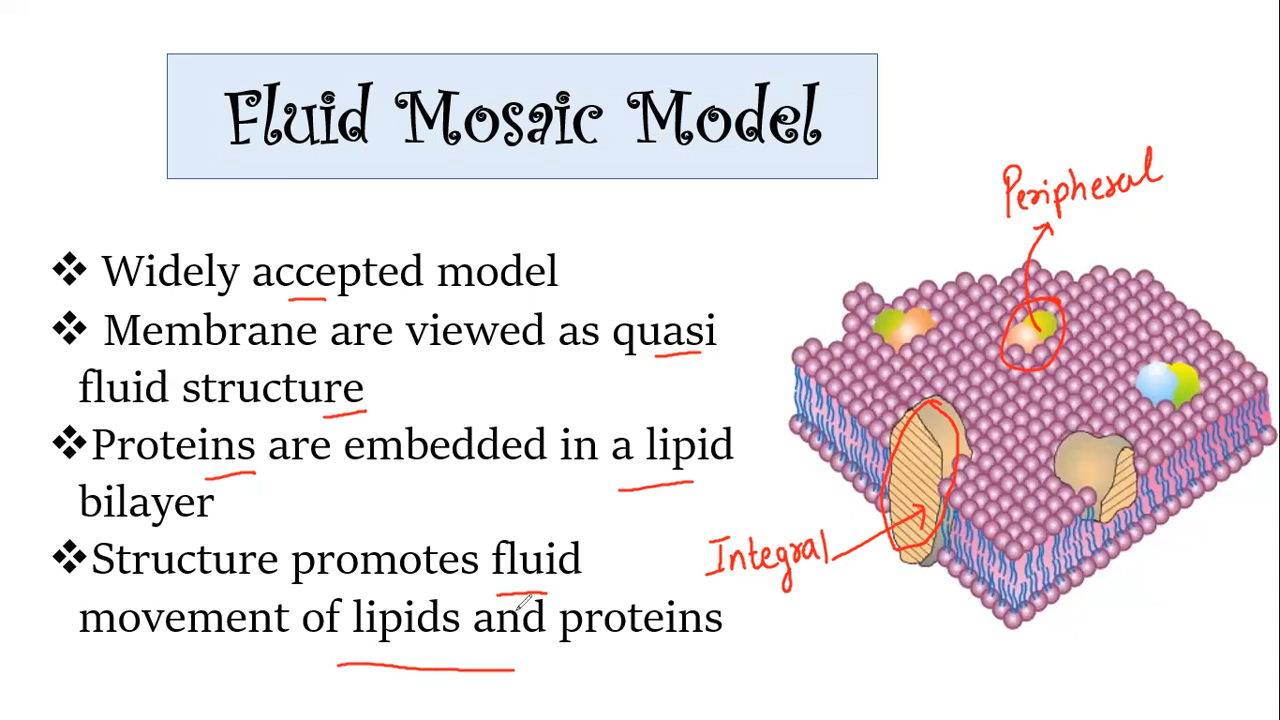 Fluid Mosaic Model
Peripheral
❖ Widely accepted model
❖ Membrane are viewed as quasi
fluid structure
❖Proteins are embedded in a lipid
bilayer
❖Structure promotes fluid
movement of lipids and proteins
Integral